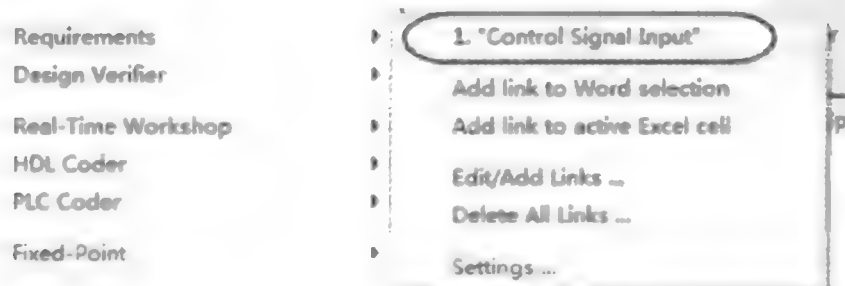 Requirements
Design Verifier
Real-Time Workshop
HDL Coder
PLC Coder
Fixed-Point
1. "Control Signal Input"
Add link to Word selection
Add link to active Excel cell
Edit/Add Links ...
Delete All Links ...
Settings ...